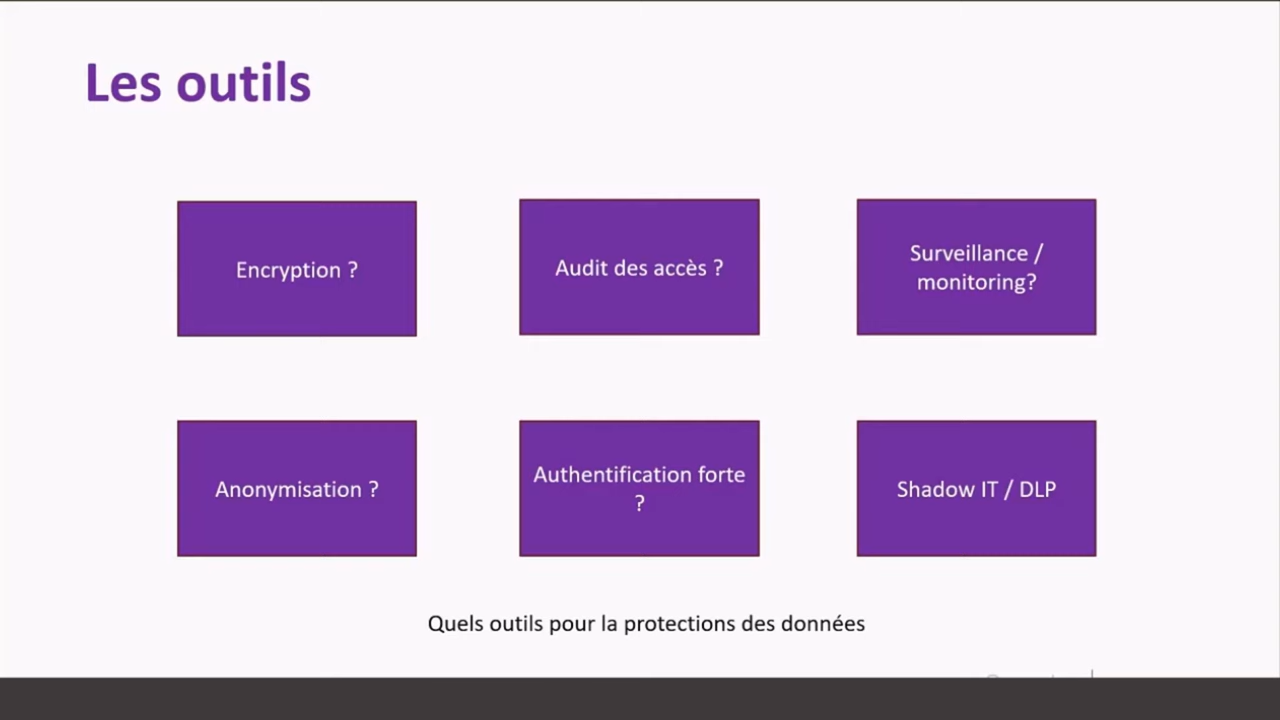 Les outils
Encryption ?
Audit des accès ?
Surveillance /
monitoring?
Anonymisation ?
Authentification forte
?
Shadow IT / DLP
Quels outils pour la protections des données